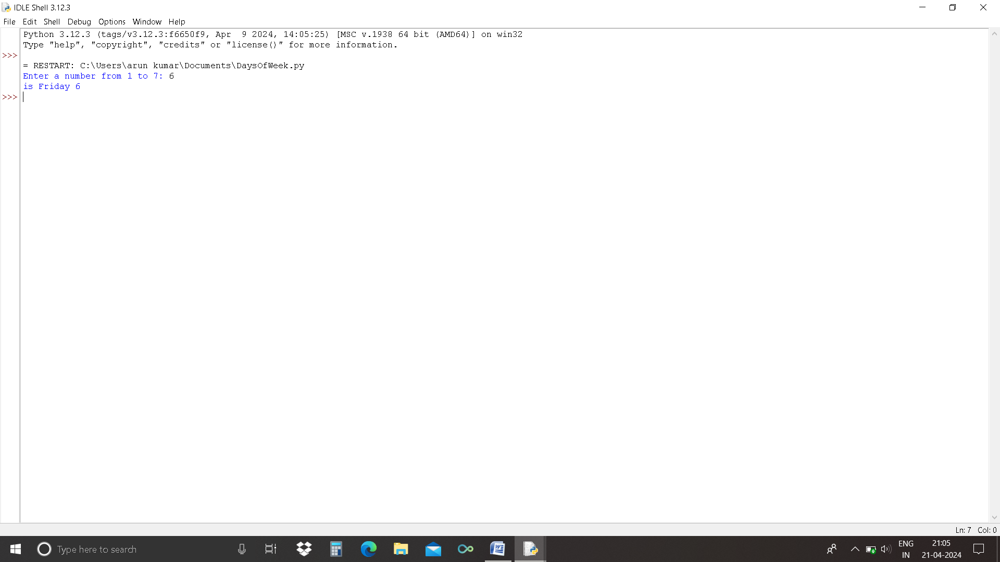 IDLE Shell 3.12.3
File Edit Shell Debug Options Window Help
Python 3.12.3 (tags/v3.12.3:f6650f9, Apr  9 2024, 14:05:25) [MSC v.1938 64 bit (AMD64)] on win32
Type "help", "copyright", "credits" or "license()" for more information.
>>>
= RESTART: C:\Users\arun kumar\Documents\DaysOfWeek.py
Enter a number from 1 to 7: 6
is Friday 6
>>>
Ln: 7 Col: 0
Type here to search
ENG
IN
21:05
21-04-2024